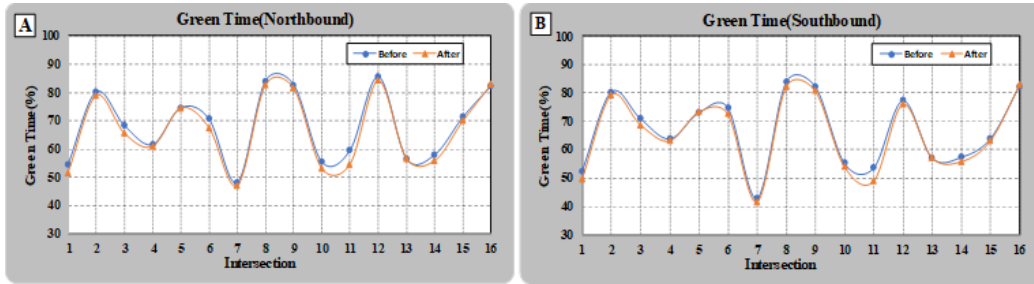 A
Green Time(Northbound)
Before
After
100
90
80
70
60
50
40
30
Green Time(%)
1 2 3 4 5 6 7 8 9 10 11 12 13 14 15 16
Intersection
B
Green Time(Southbound)
Before
After
100
90
80
70
60
50
40
30
Green Time(%)
1 2 3 4 5 6 7 8 9 10 11 12 13 14 15 16
Intersection